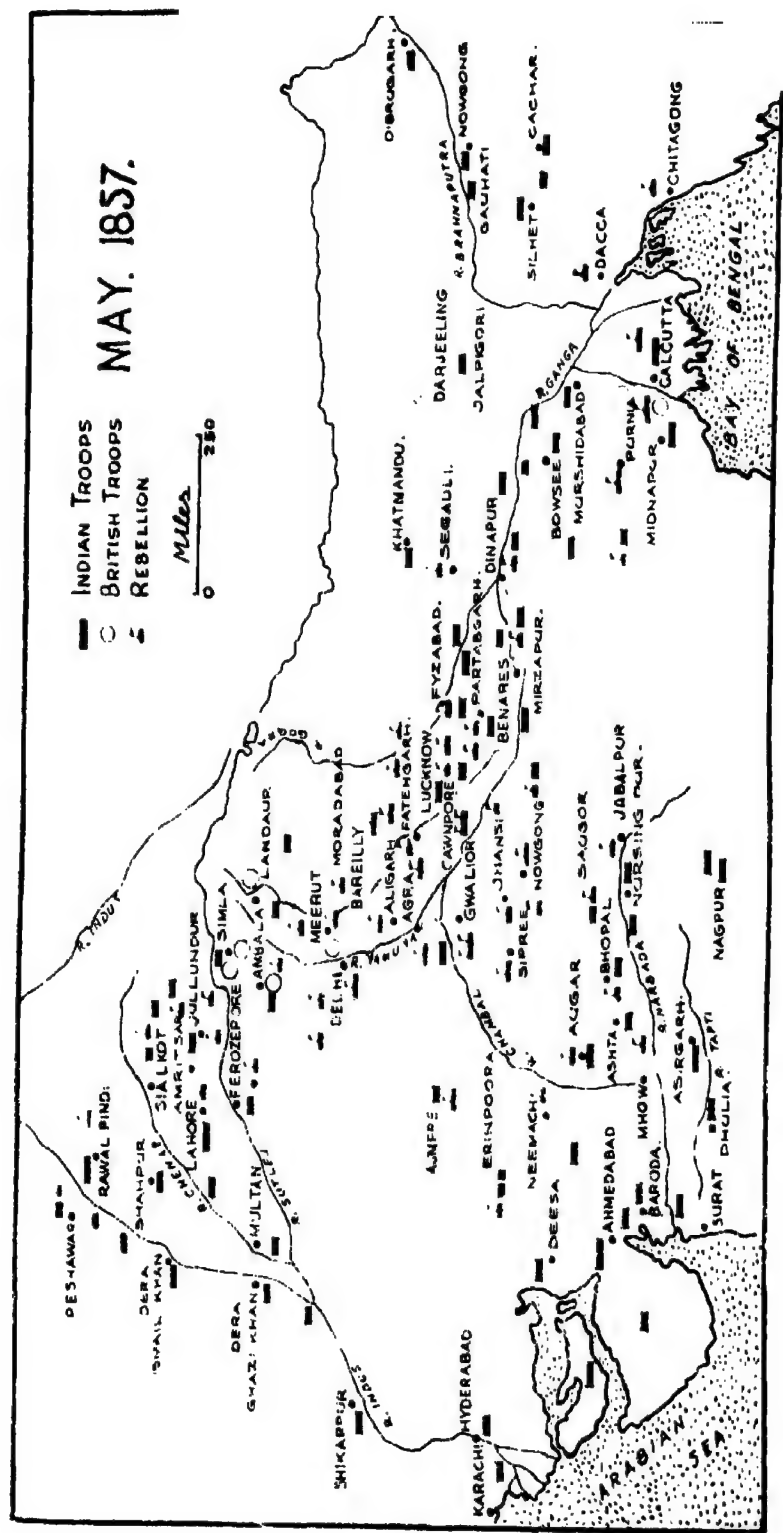 MAY. 1857.
INDIAN TROOPS
BRITISH TROOPS
REBELLION
Miles
0 250
PESHAWAR
RAWAL PINDI
SHAHPUR
DERA
ISMAIL KHAN
SIALKOT
AMRITSAR
LAHORE
JULLUNDUR
FEROZEPORE
SIMLA
AMBALA
LANDAUR
MULTAN
DERA
GHAZI KHAN
SHIKARPUR
R. INDUS
R. SUTLEJ
HYDERABAD
KARACHI
MEERUT
DELHI
MORADABAD
BAREILLY
ALIGARH
AGRA
FATEHGARH.
LUCKNOW
CAWNPORE
FYZABAD.
PARTABGARH.
BENARES
MIRZAPUR.
KHATMANDU.
SEGAULI.
DINAPUR
DARJEELING
JALPIGORI
R. BRAHNAPUTRA
DIBRUGARH.
NOWGONG
GAUHATI
SILHET
CACHAR.
DACCA
CHITAGONG
R. GANGA
BOWSEE
MURSHIDABAD
PURNIA
MIDNAPUR
CALCUTTA
BAY OF BENGAL
GWALIOR
JHANSI
SIPREE
NOWGONG
R. CHAMBAL
AJMERE
ERINPOORA
NEEMACH
DEESA
AUGAR
SAUGOR
BHOPAL
ASHTA
JABALPUR
NURSING PUR.
AHMEDABAD
BARODA
MHOW
R. NARBADA
ASIRGARH.
R. TAPTI
DHULIA
SURAT
NAGPUR
ARABIAN
SEA